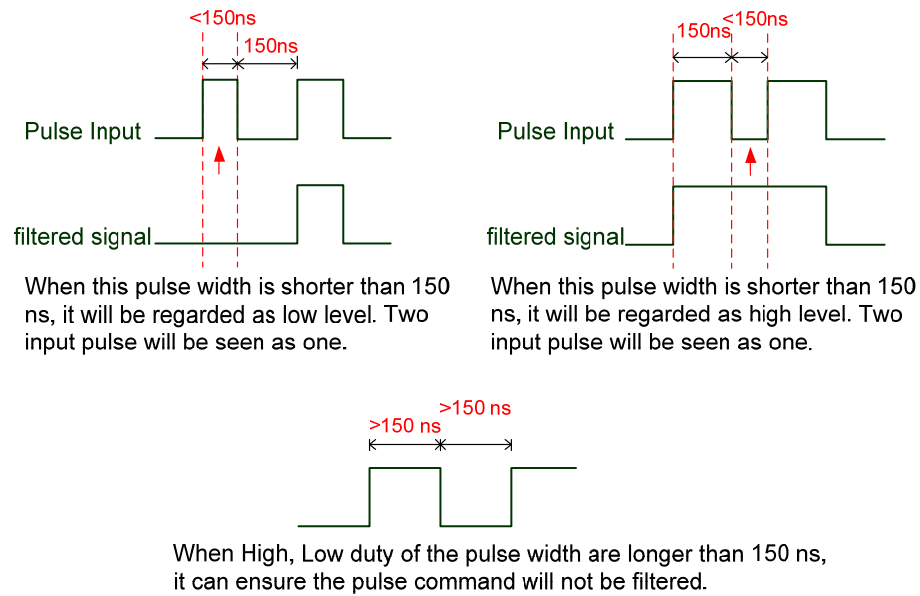 <150ns
150ns
Pulse Input
filtered signal
When this pulse width is shorter than 150
ns, it will be regarded as low level. Two
input pulse will be seen as one.
<150ns
150ns
Pulse Input
filtered signal
When this pulse width is shorter than 150
ns, it will be regarded as high level. Two
input pulse will be seen as one.
>150 ns
>150 ns
When High, Low duty of the pulse width are longer than 150 ns,
it can ensure the pulse command will not be filtered.